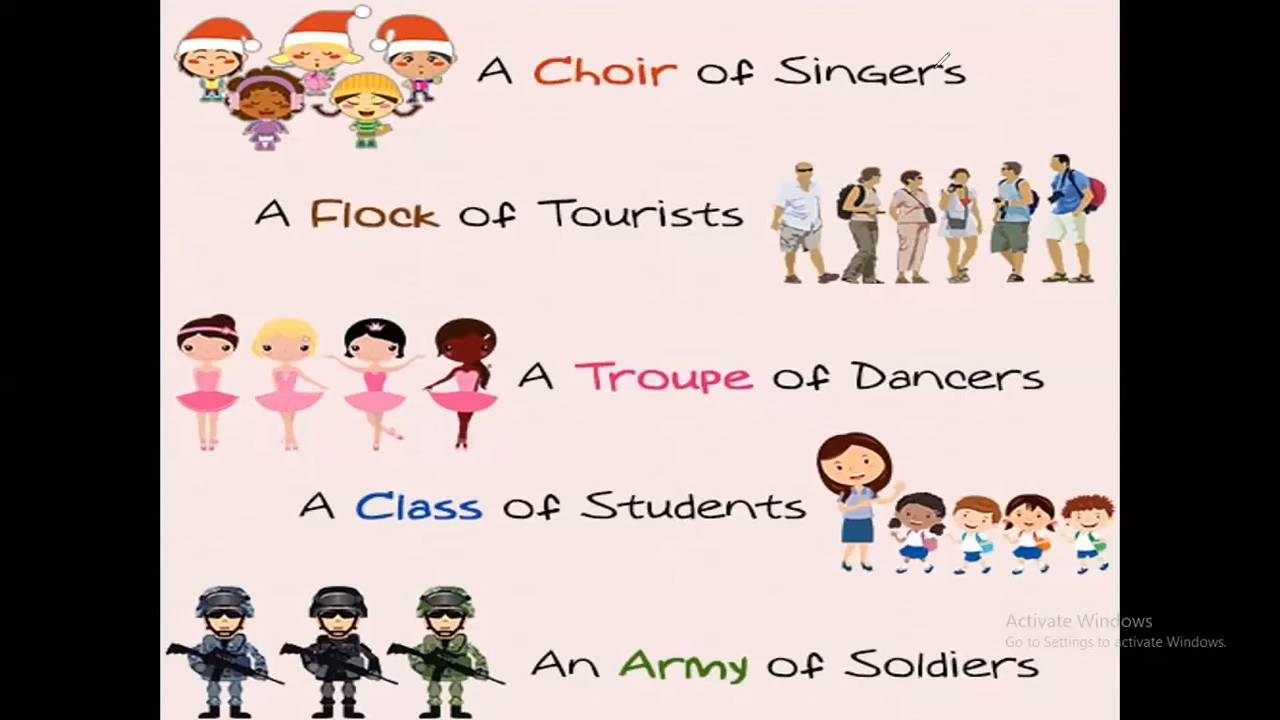 A Choir of Singers
A Flock of Tourists
A Troupe of Dancers
A Class of Students
Activate Windows
Go to Settings to activate Windows.
An Army of Soldiers